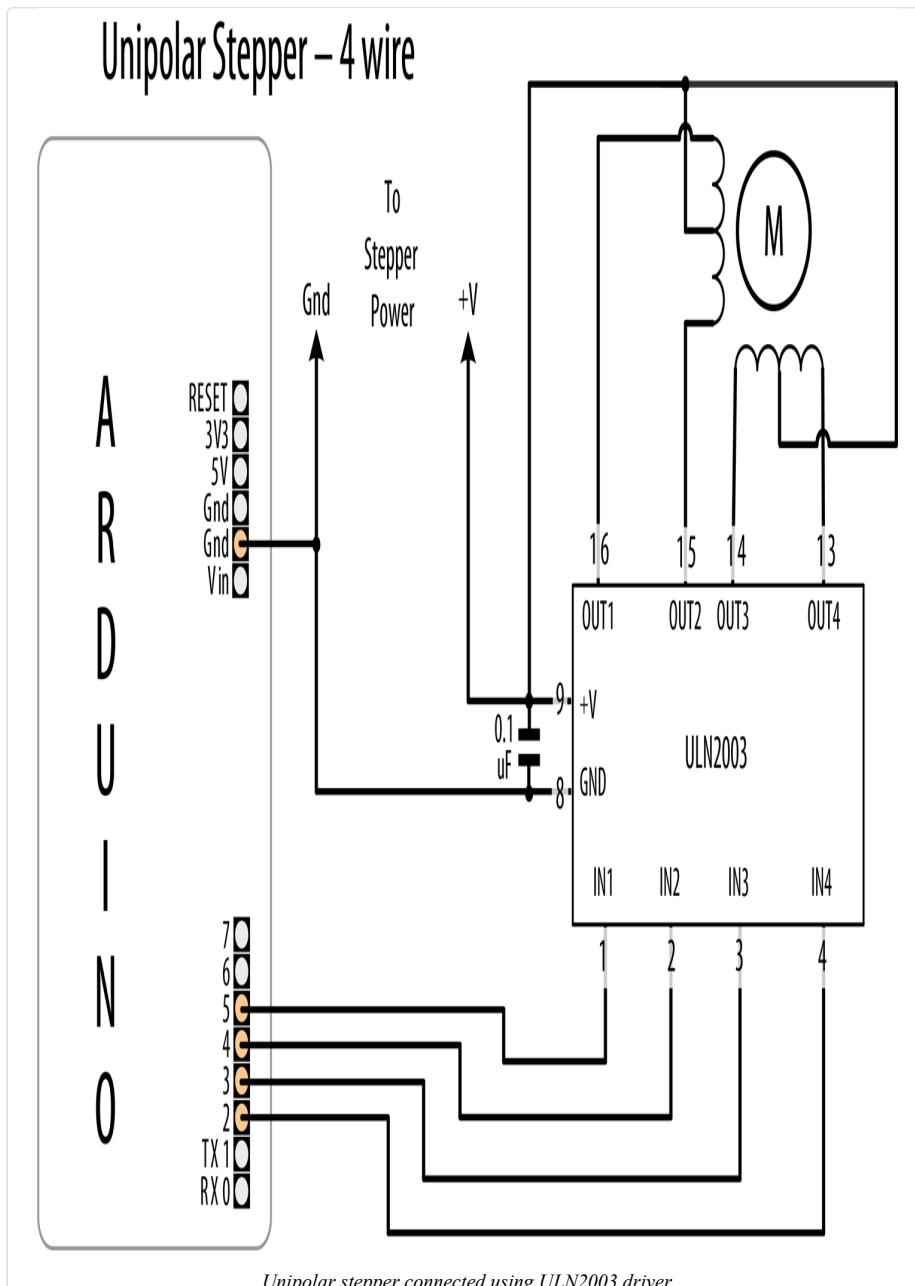 Unipolar Stepper – 4 wire
To
Stepper
Power
Gnd
+V
M
ARDUINO
RESET
3V3
5V
Gnd
Gnd
Vin
16
15
14
13
OUT1
OUT2
OUT3
OUT4
9
+V
0.1
uF
ULN2003
8
GND
IN1
IN2
IN3
IN4
1
2
3
4
7
6
5
4
3
2
TX 1
RX 0
Unipolar stepper connected using ULN2003 driver